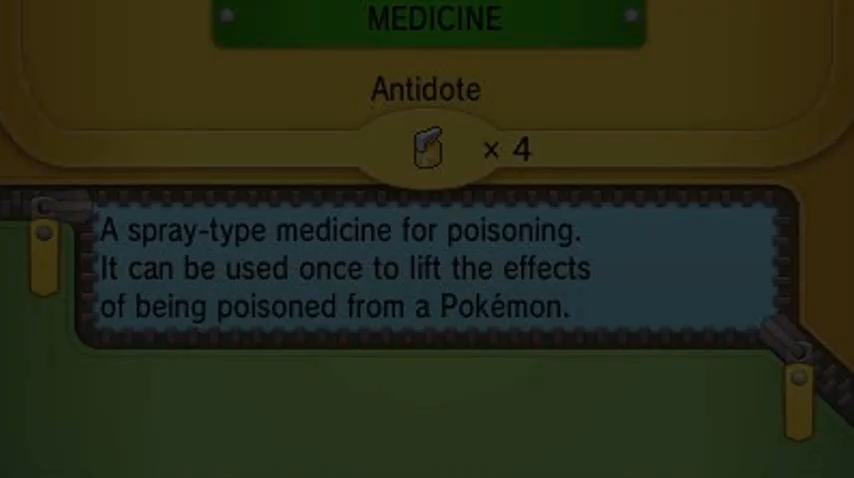 MEDICINE
Antidote
× 4
A spray-type medicine for poisoning.
It can be used once to lift the effects
of being poisoned from a Pokémon.